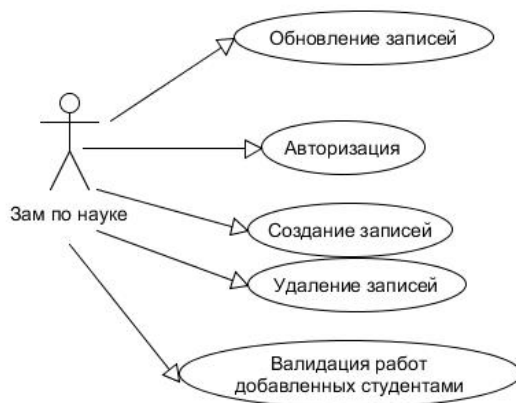 Обновление записей
Авторизация
Зам по науке
Создание записей
Удаление записей
Валидация работ
добавленных студентами